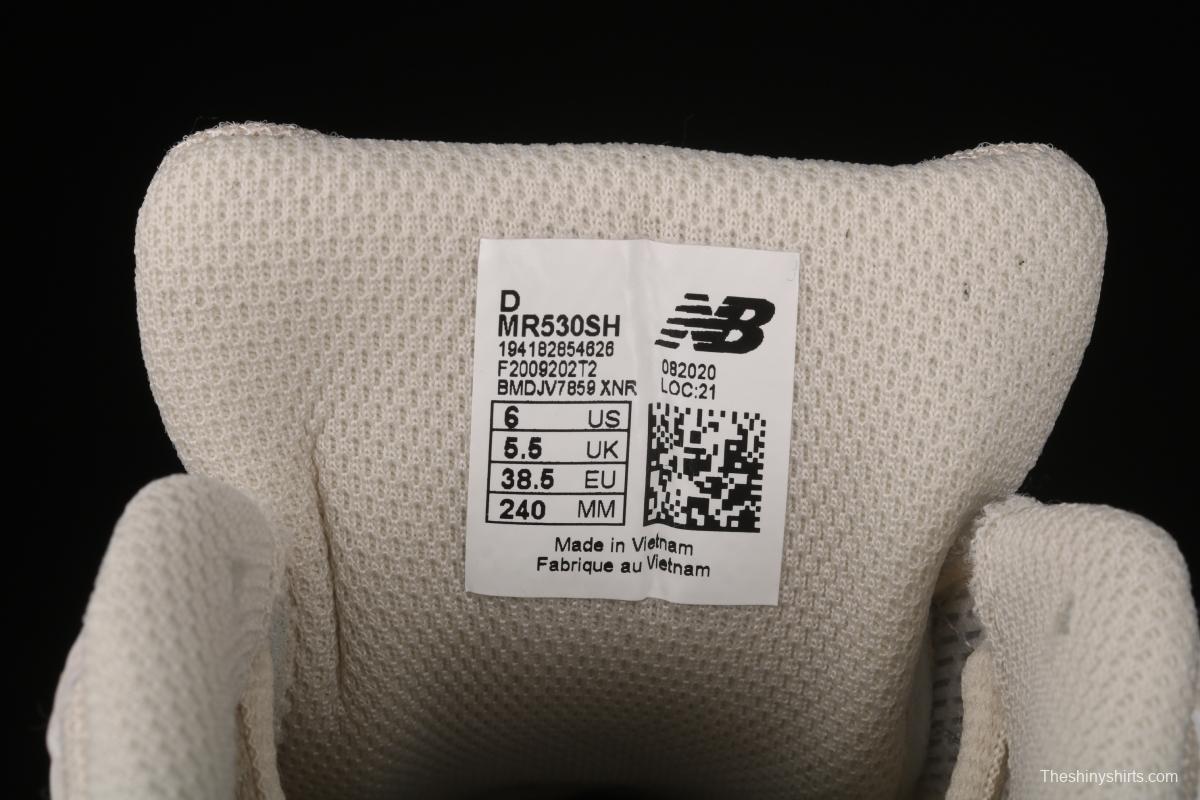 D
MR530SH
194182854626
F2009202T2
BMDJV7859 XNR
6 US
5.5 UK
38.5 EU
240 MM
NB
082020
LOC:21
Made in Vietnam
Fabrique au Vietnam
Theshinyshirts.com